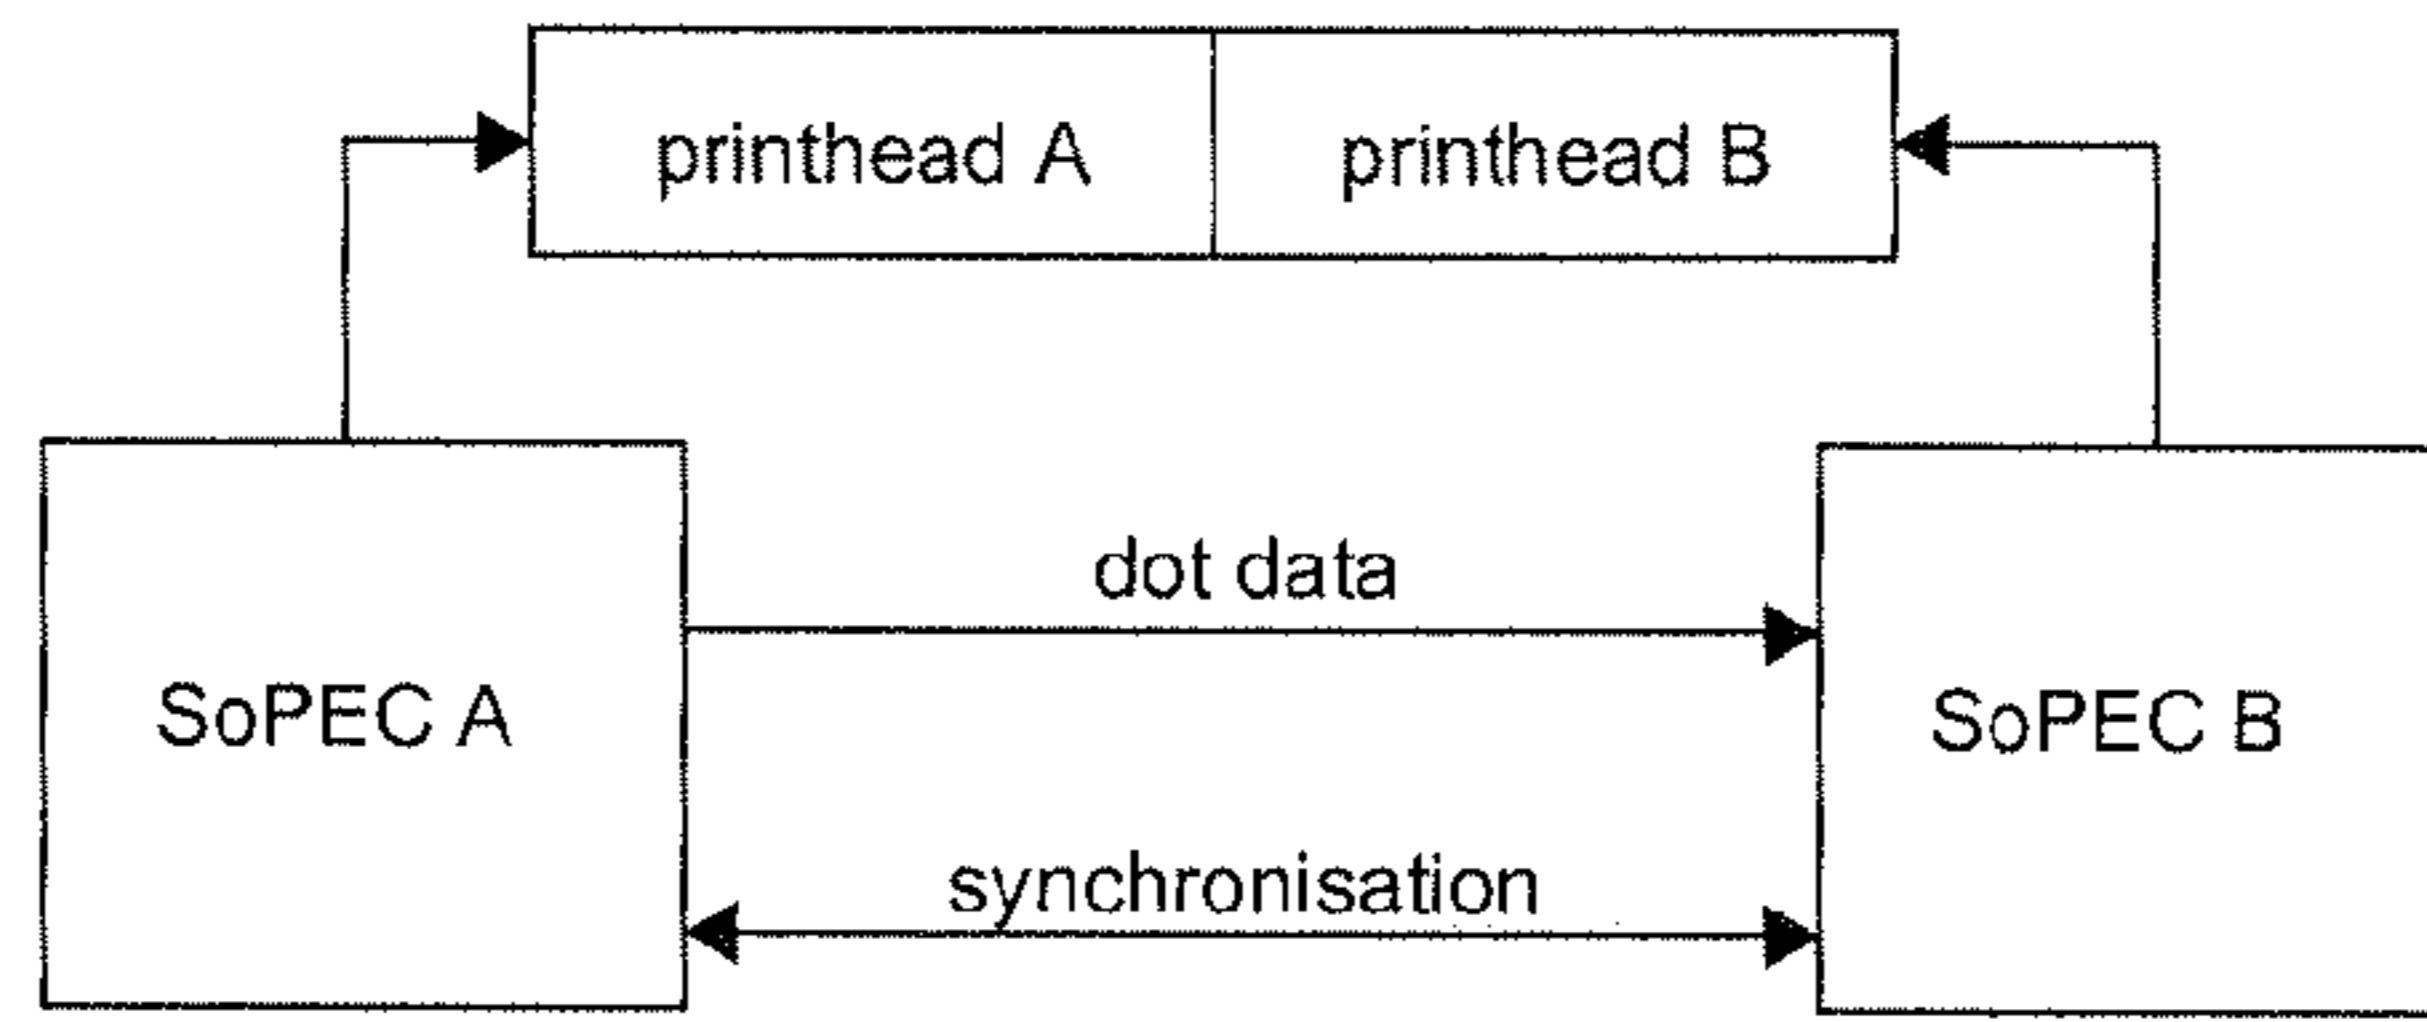 printhead A
printhead B
dot data
SoPEC A
SoPEC B
synchronisation